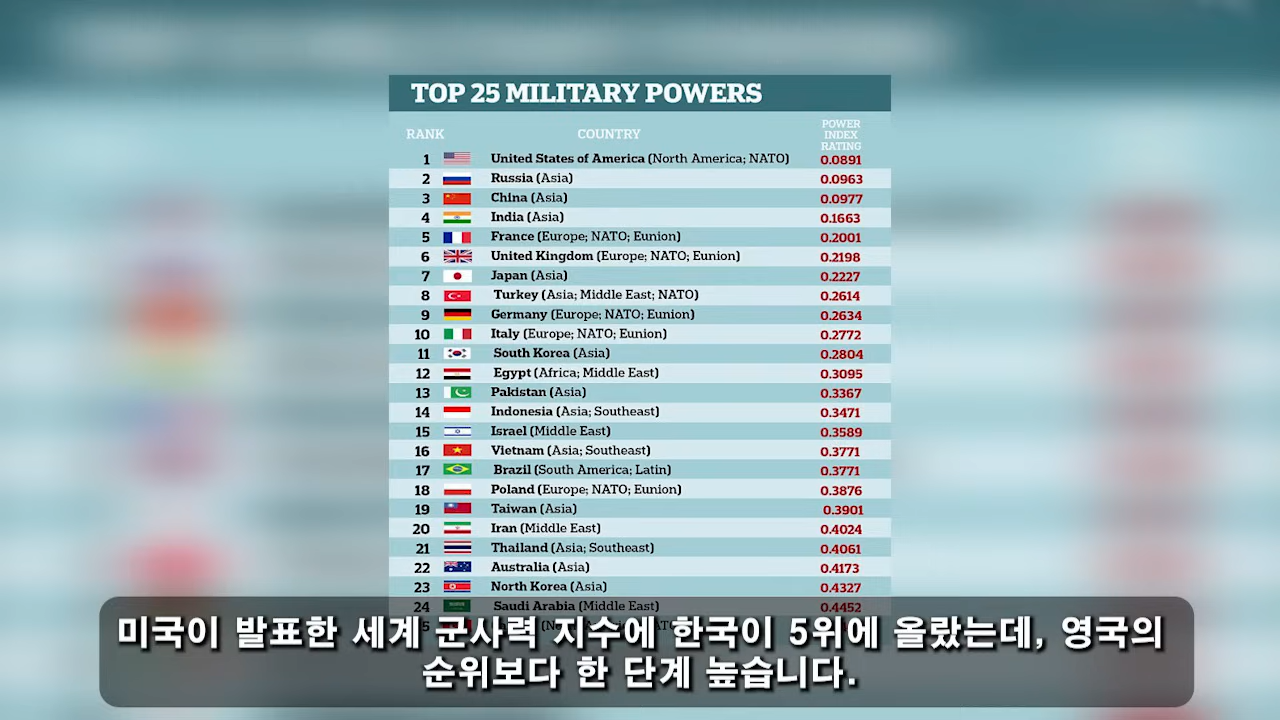 TOP 25 MILITARY POWERS
RANK COUNTRY POWER INDEX RATING
1 United States of America (North America; NATO) 0.0891
2 Russia (Asia) 0.0963
3 China (Asia) 0.0977
4 India (Asia) 0.1663
5 France (Europe; NATO; Eunion) 0.2001
6 United Kingdom (Europe; NATO; Eunion) 0.2198
7 Japan (Asia) 0.2227
8 Turkey (Asia; Middle East; NATO) 0.2614
9 Germany (Europe; NATO; Eunion) 0.2634
10 Italy (Europe; NATO; Eunion) 0.2772
11 South Korea (Asia) 0.2804
12 Egypt (Africa; Middle East) 0.3095
13 Pakistan (Asia) 0.3367
14 Indonesia (Asia; Southeast) 0.3471
15 Israel (Middle East) 0.3589
16 Vietnam (Asia; Southeast) 0.3771
17 Brazil (South America; Latin) 0.3771
18 Poland (Europe; NATO; Eunion) 0.3876
19 Taiwan (Asia) 0.3901
20 Iran (Middle East) 0.4024
21 Thailand (Asia; Southeast) 0.4061
22 Australia (Asia) 0.4173
23 North Korea (Asia) 0.4327
24 Saudi Arabia (Middle East) 0.4452
미국이 발표한 세계 군사력 지수에 한국이 5위에 올랐는데, 영국의
순위보다 한 단계 높습니다.